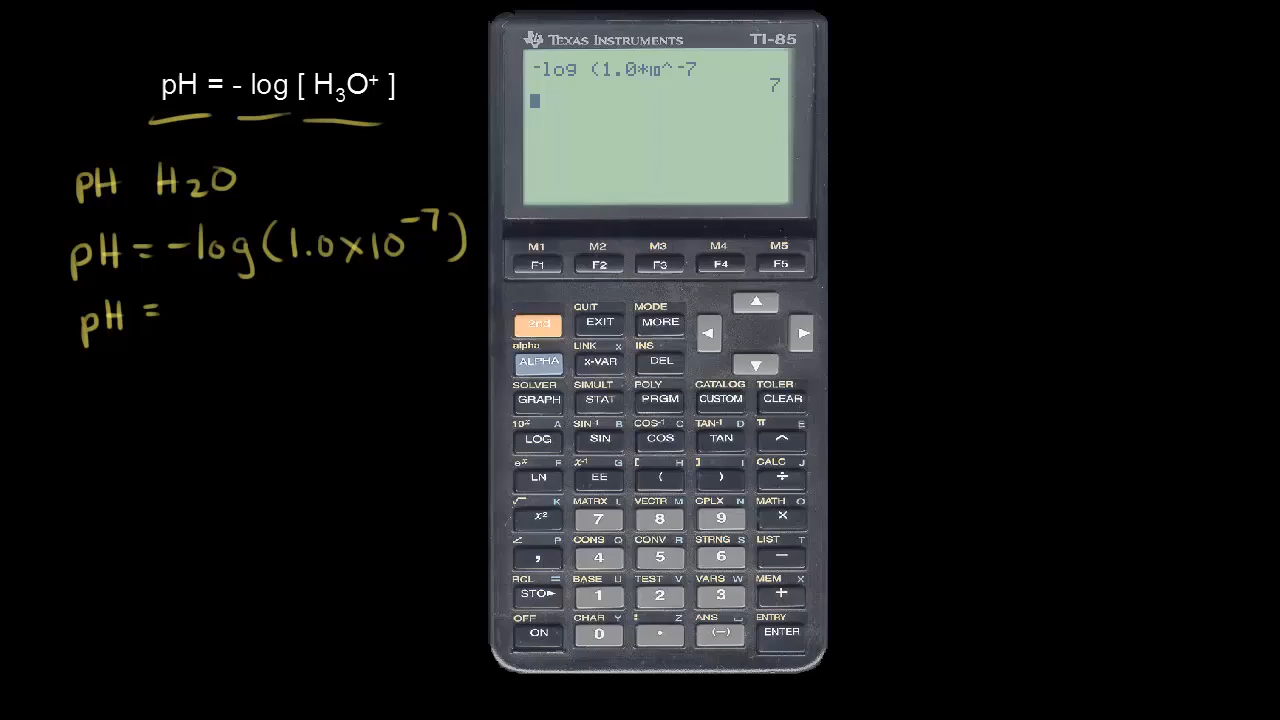 pH = - log [ H₃O⁺ ]
pH H₂O
pH = -log(1.0x10⁻⁷)
pH =
TEXAS INSTRUMENTS TI-85
-log (1.0*10^-7
7
M1 M2 M3 M4 M5
F1 F2 F3 F4 F5
QUIT MODE
2nd EXIT MORE
alpha LINK x INS
ALPHA x-VAR DEL
SOLVER SIMULT POLY CATALOG TOLER
GRAPH STAT PRGM CUSTOM CLEAR
10ˣ A SIN⁻¹ B COS⁻¹ C TAN⁻¹ D π E
LOG SIN COS TAN ^
eˣ F x⁻¹ G [ H ] I CALC J
LN EE ( ) ÷
√ K MATRX L VECTR M CPLX N MATH O
x² 7 8 9 ×
∠ P CONS Q CONV R STRNG S LIST T
, 4 5 6 −
RCL = BASE U TEST V VARS W MEM X
STO► 1 2 3 +
OFF CHAR Y : Z ANS ␣ ENTRY
ON 0 . (−) ENTER